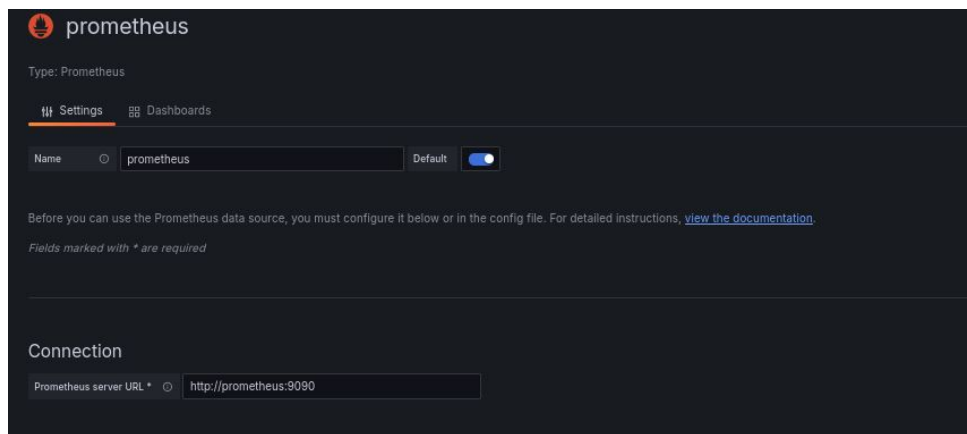 prometheus
Type: Prometheus
Settings Dashboards
Name prometheus Default
Before you can use the Prometheus data source, you must configure it below or in the config file. For detailed instructions, view the documentation.
Fields marked with * are required
Connection
Prometheus server URL * http://prometheus:9090